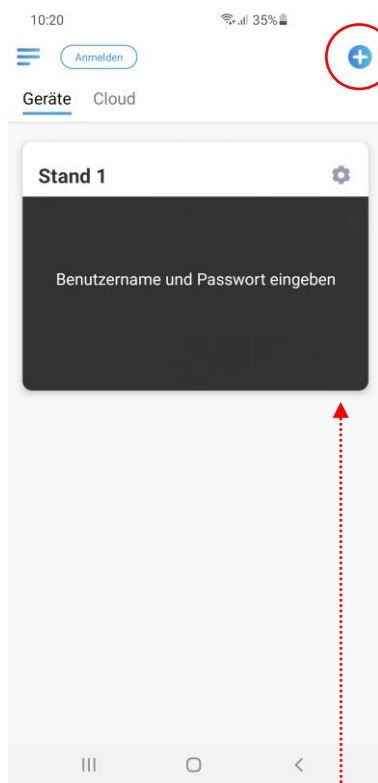 10:20
35%
Anmelden
Geräte Cloud
Stand 1
Benutzername und Passwort eingeben